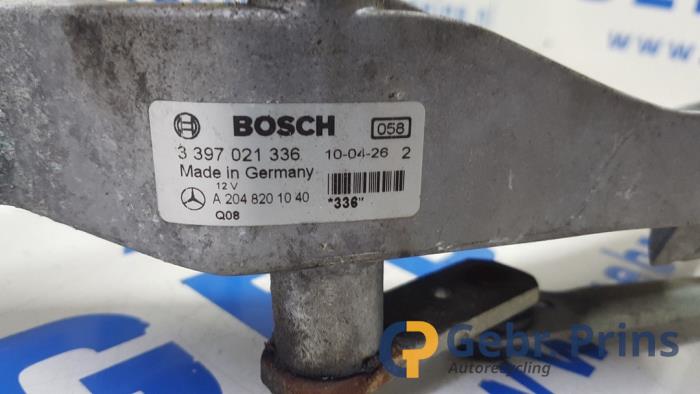 BOSCH 058
3 397 021 336 10-04-26 2
Made in Germany
12 V
A 204 820 10 40 *336"
Q08
Gebr. Prins
Autorecycling
www.